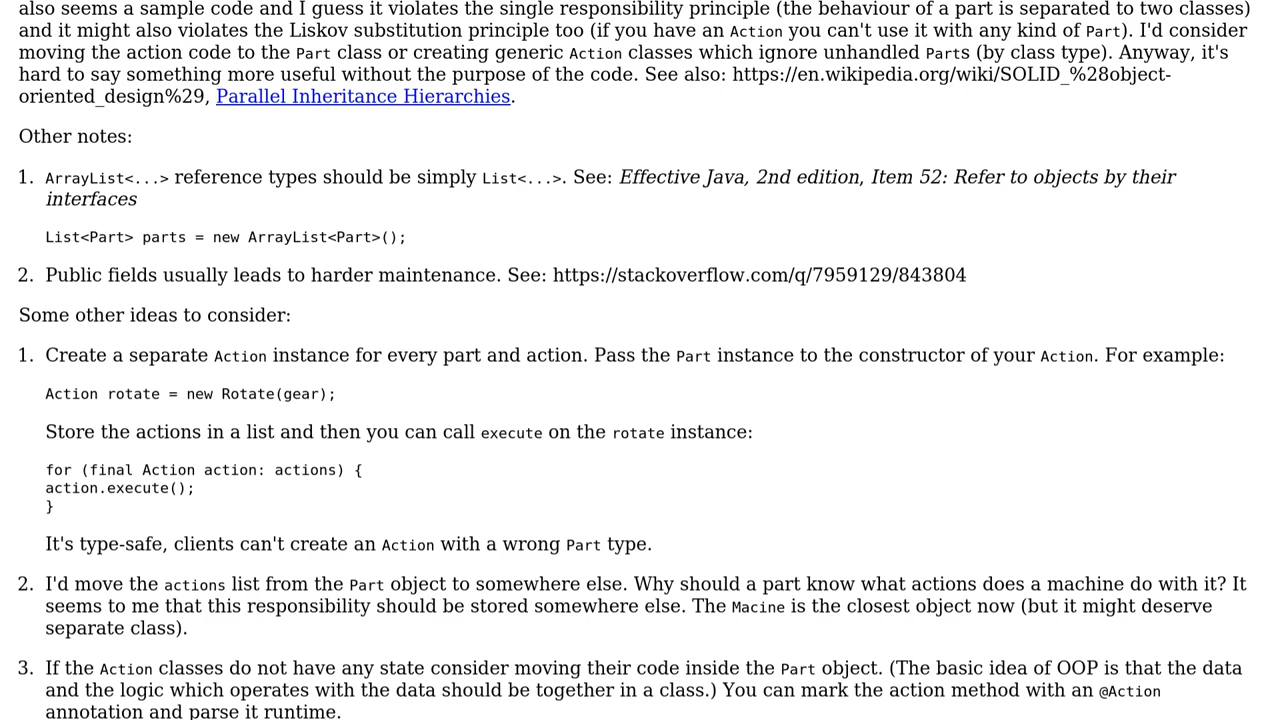 also seems a sample code and I guess it violates the single responsibility principle (the behaviour of a part is separated to two classes)
and it might also violates the Liskov substitution principle too (if you have an Action you can't use it with any kind of Part). I'd consider
moving the action code to the Part class or creating generic Action classes which ignore unhandled Parts (by class type). Anyway, it's
hard to say something more useful without the purpose of the code. See also: https://en.wikipedia.org/wiki/SOLID_%28object-
oriented_design%29, Parallel Inheritance Hierarchies.
Other notes:
1. ArrayList<...> reference types should be simply List<...>. See: Effective Java, 2nd edition, Item 52: Refer to objects by their
interfaces
List<Part> parts = new ArrayList<Part>();
2. Public fields usually leads to harder maintenance. See: https://stackoverflow.com/q/7959129/843804
Some other ideas to consider:
1. Create a separate Action instance for every part and action. Pass the Part instance to the constructor of your Action. For example:
Action rotate = new Rotate(gear);
Store the actions in a list and then you can call execute on the rotate instance:
for (final Action action: actions) {
action.execute();
}
It's type-safe, clients can't create an Action with a wrong Part type.
2. I'd move the actions list from the Part object to somewhere else. Why should a part know what actions does a machine do with it? It
seems to me that this responsibility should be stored somewhere else. The Macine is the closest object now (but it might deserve
separate class).
3. If the Action classes do not have any state consider moving their code inside the Part object. (The basic idea of OOP is that the data
and the logic which operates with the data should be together in a class.) You can mark the action method with an @Action
annotation and parse it runtime.